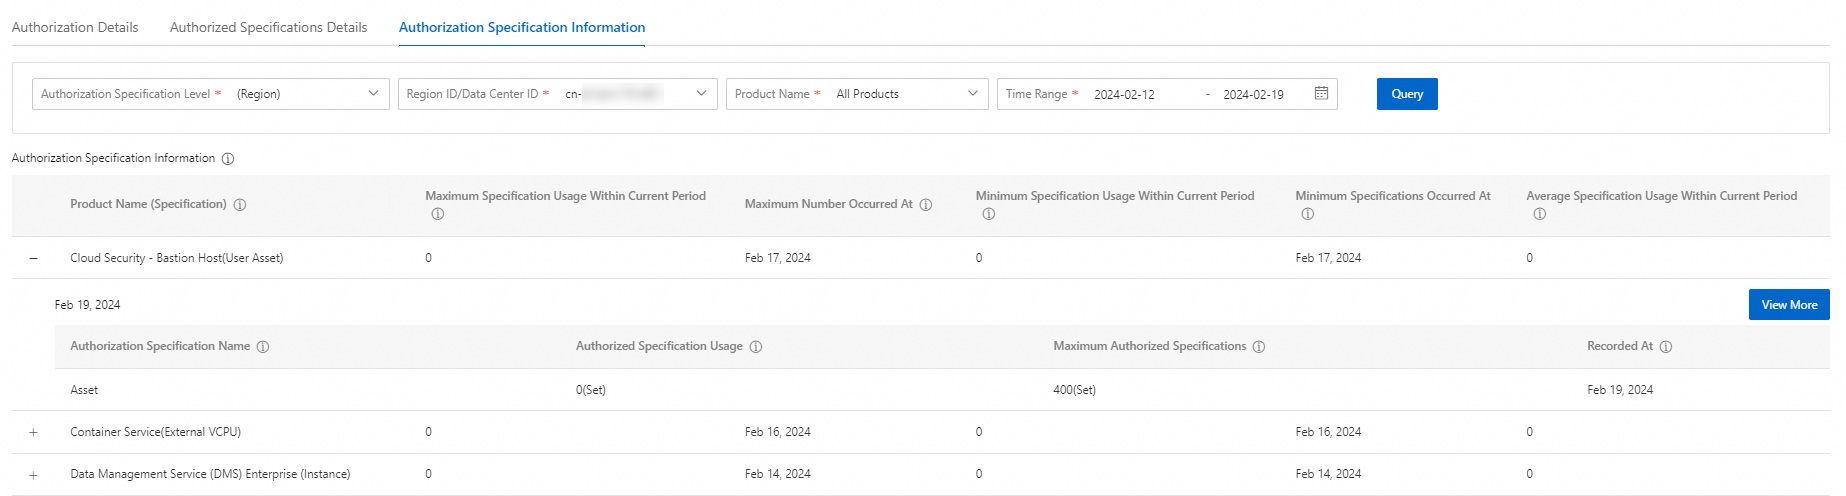 Authorization Details Authorized Specifications Details Authorization Specification Information
Authorization Specification Level * (Region) Region ID/Data Center ID * cn- Product Name * All Products Time Range * 2024-02-12 - 2024-02-19 Query
Authorization Specification Information
Product Name (Specification) Maximum Specification Usage Within Current Period Maximum Number Occurred At Minimum Specification Usage Within Current Period Minimum Specifications Occurred At Average Specification Usage Within Current Period
− Cloud Security - Bastion Host(User Asset) 0 Feb 17, 2024 0 Feb 17, 2024 0
Feb 19, 2024 View More
Authorization Specification Name Authorized Specification Usage Maximum Authorized Specifications Recorded At
Asset 0(Set) 400(Set) Feb 19, 2024
+ Container Service(External VCPU) 0 Feb 16, 2024 0 Feb 16, 2024 0
+ Data Management Service (DMS) Enterprise (Instance) 0 Feb 14, 2024 0 Feb 14, 2024 0